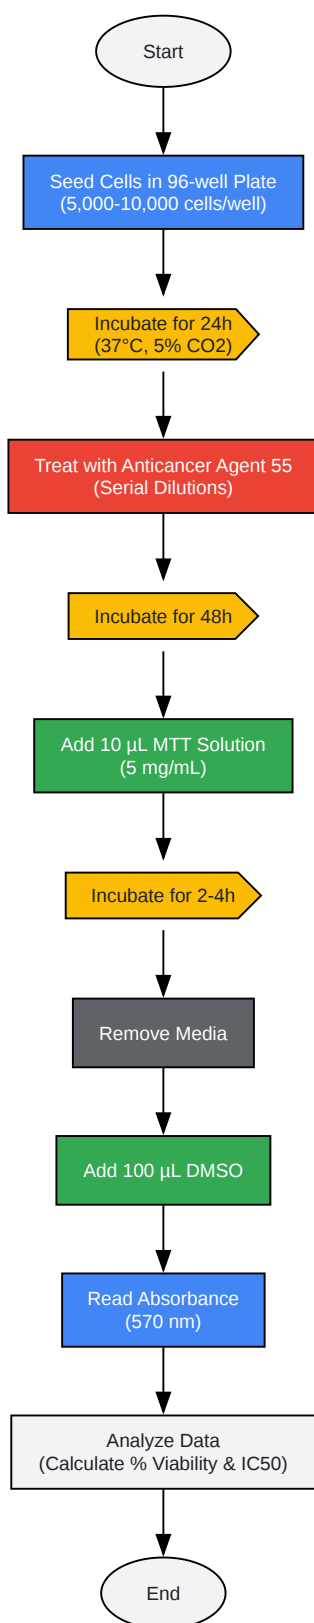 Start
Seed Cells in 96-well Plate
(5,000-10,000 cells/well)
Incubate for 24h
(37°C, 5% CO2)
Treat with Anticancer Agent 55
(Serial Dilutions)
Incubate for 48h
Add 10 µL MTT Solution
(5 mg/mL)
Incubate for 2-4h
Remove Media
Add 100 µL DMSO
Read Absorbance
(570 nm)
Analyze Data
(Calculate % Viability & IC50)
End